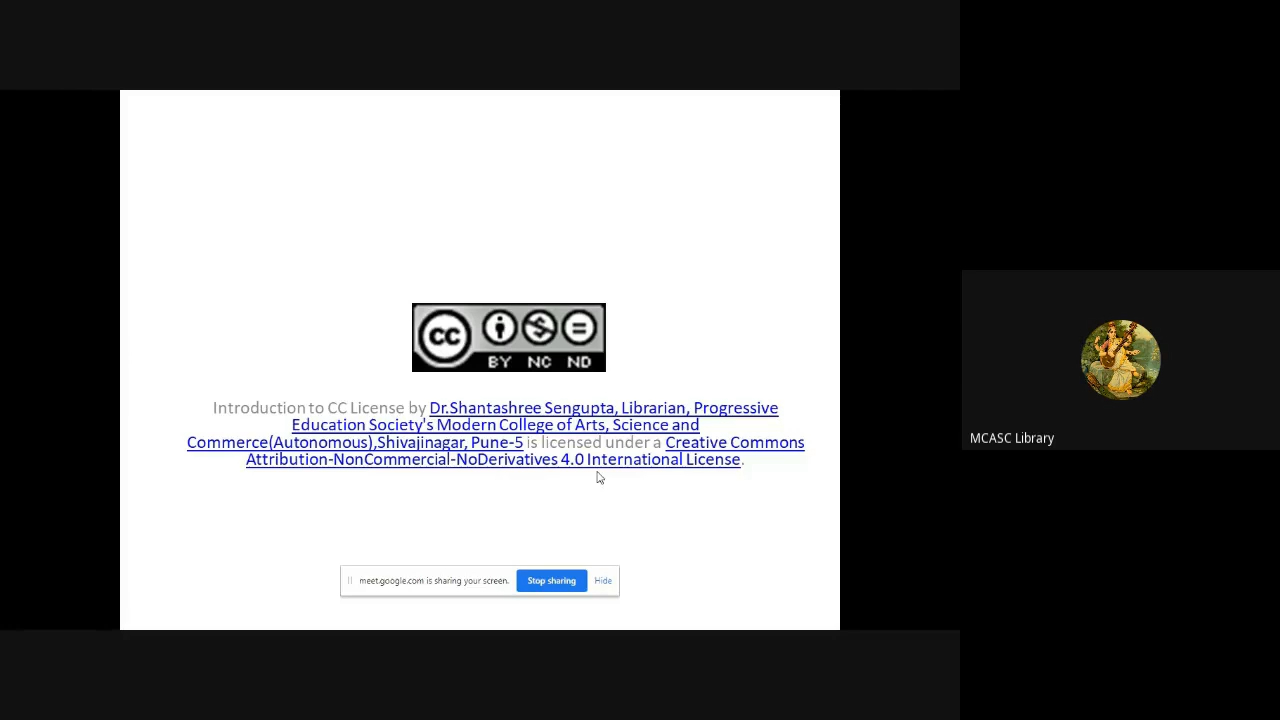 CC
BY NC ND
Introduction to CC License by Dr.Shantashree Sengupta, Librarian, Progressive
Education Society's Modern College of Arts, Science and
Commerce(Autonomous),Shivajinagar, Pune-5 is licensed under a Creative Commons
Attribution-NonCommercial-NoDerivatives 4.0 International License.
meet.google.com is sharing your screen. Stop sharing Hide
MCASC Library